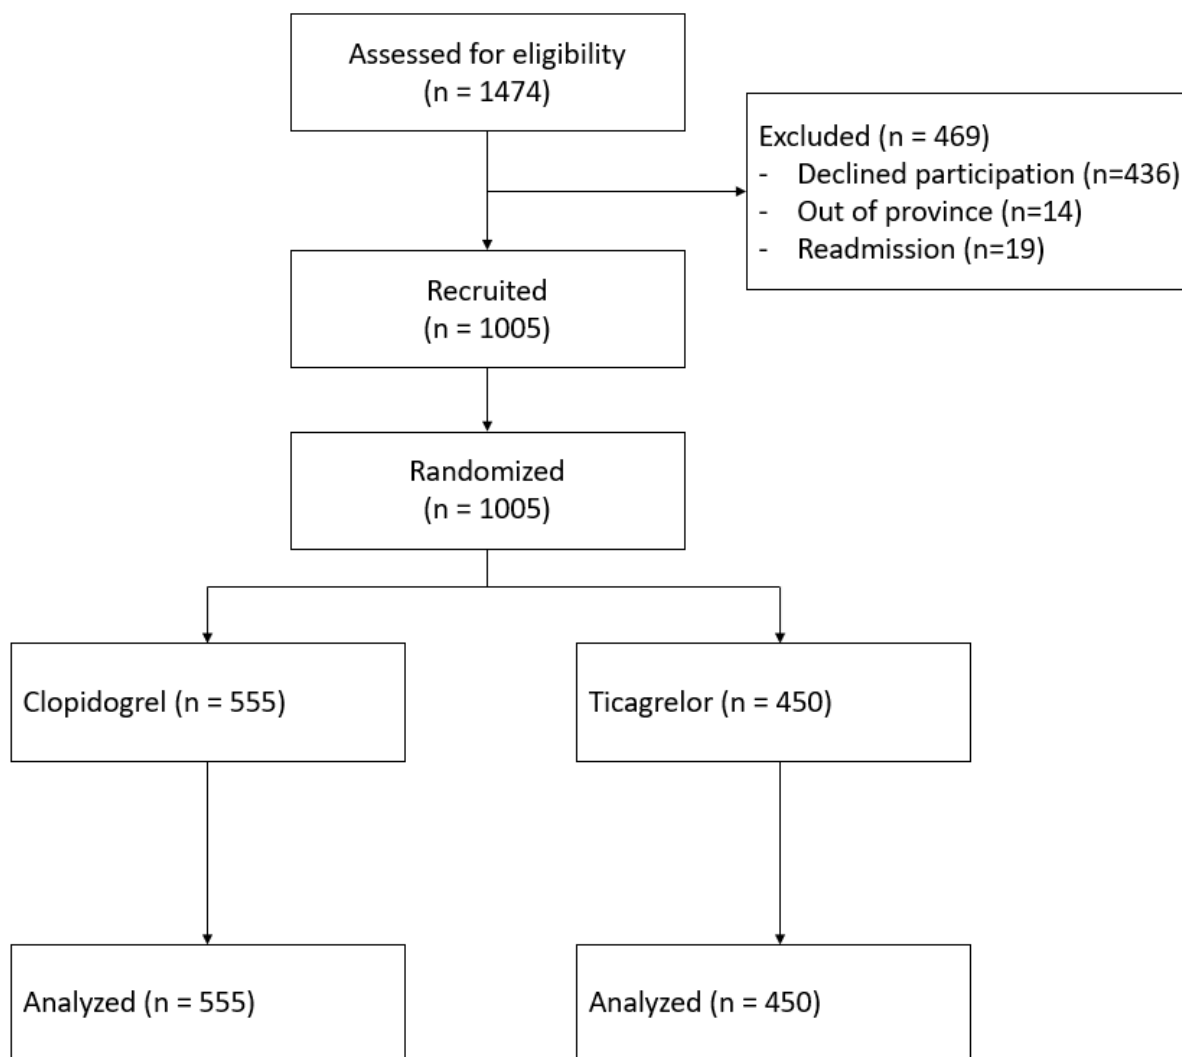 Assessed for eligibility
(n = 1474)
Excluded (n = 469)
- Declined participation (n=436)
- Out of province (n=14)
- Readmission (n=19)
Recruited
(n = 1005)
Randomized
(n = 1005)
Clopidogrel (n = 555)
Ticagrelor (n = 450)
Analyzed (n = 555)
Analyzed (n = 450)